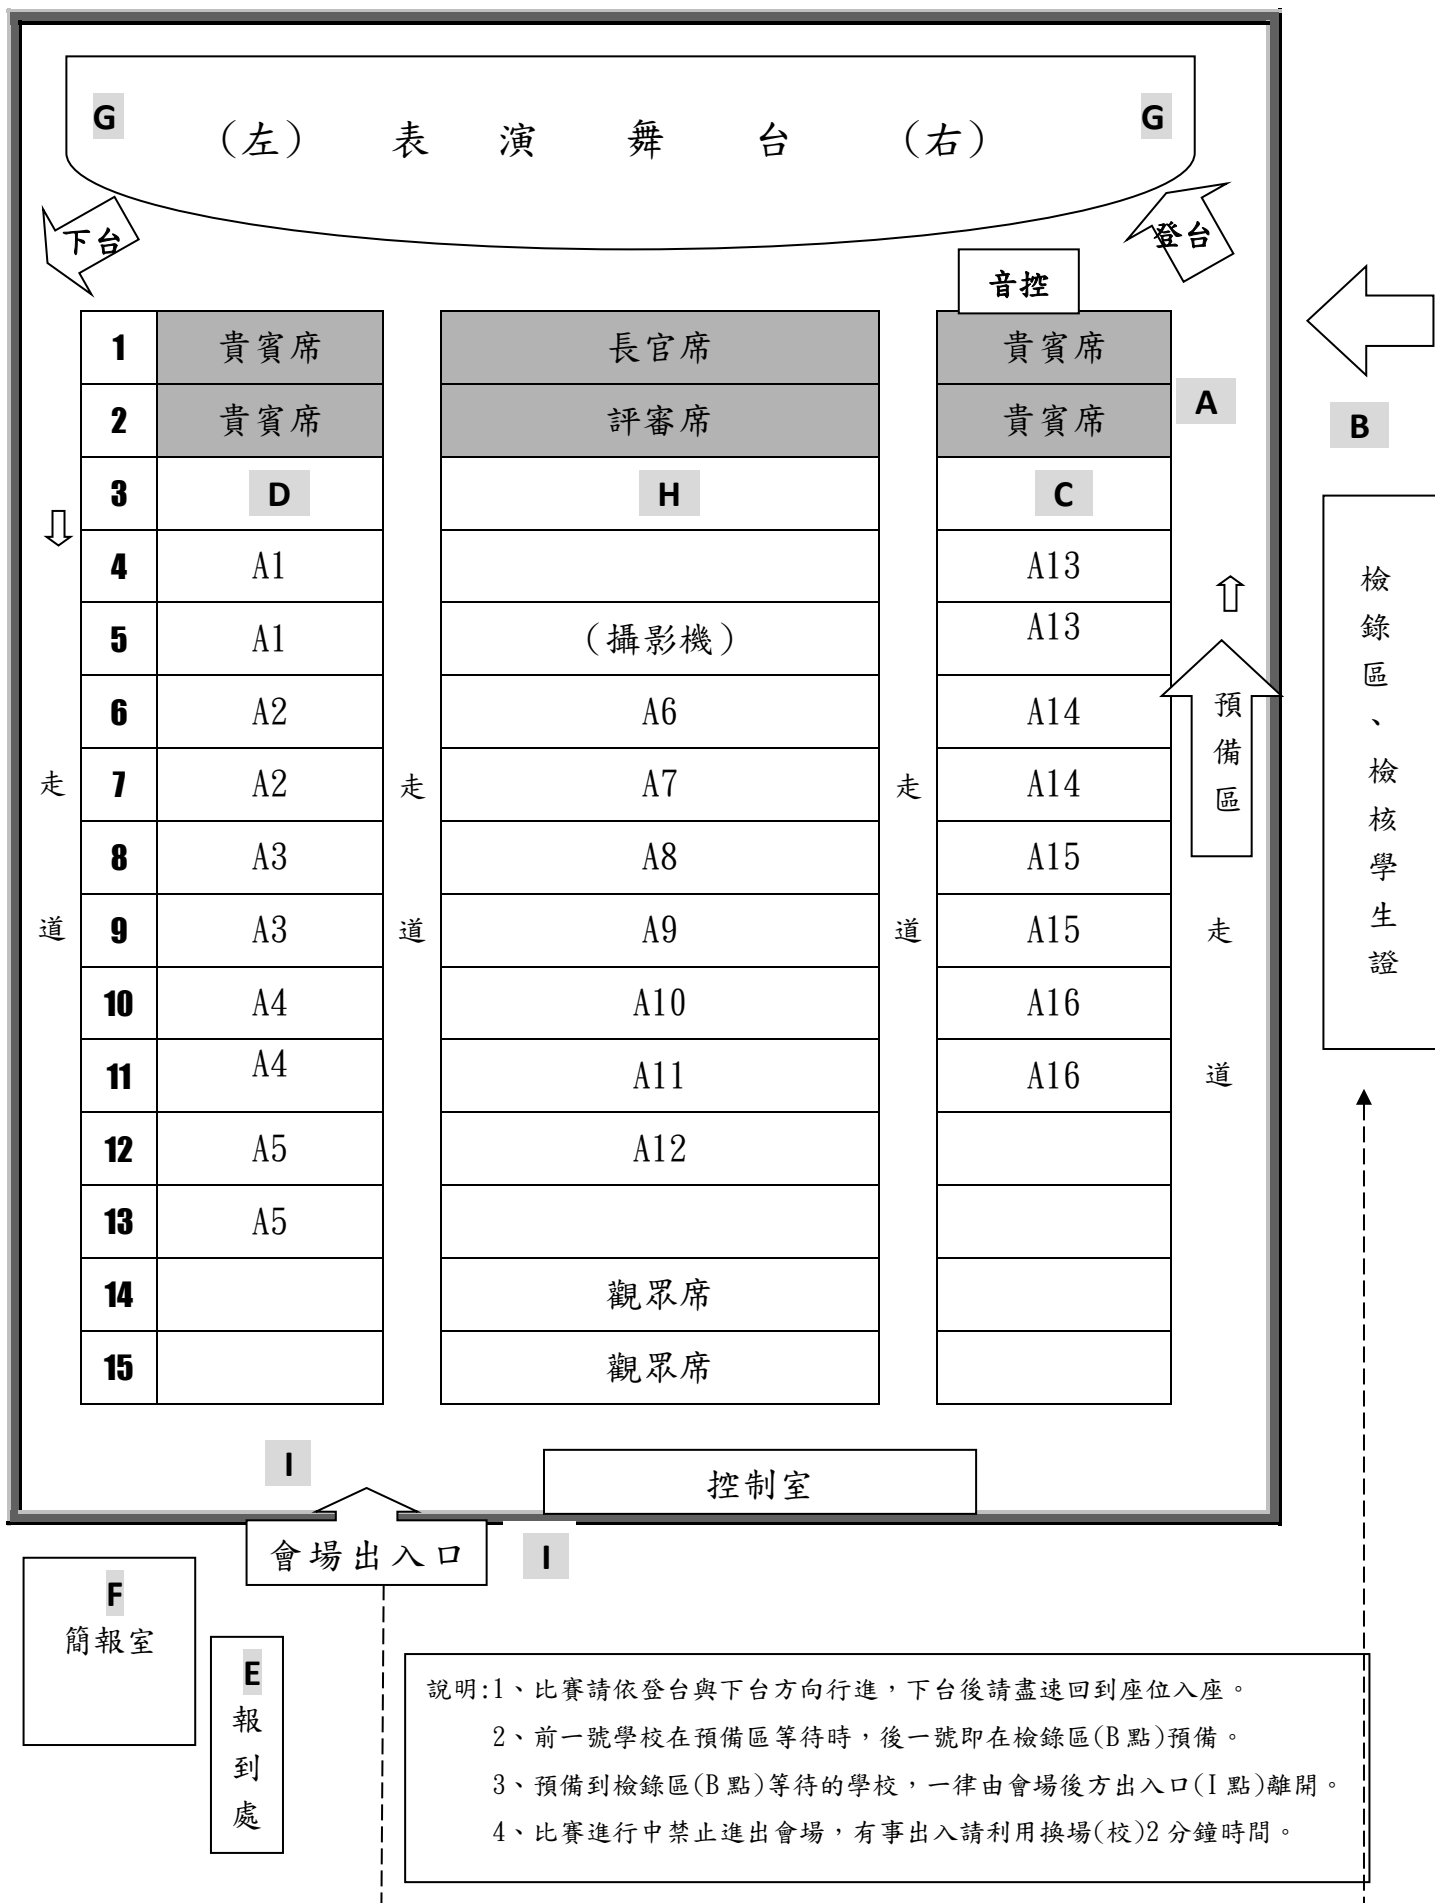 G (左) 表 演 舞 台 (右) G
下台
登台
音控
1 貴賓席 長官席 貴賓席
2 貴賓席 評審席 貴賓席
A
B
3 D H C
4 A1 A13
5 A1 (攝影機) A13
6 A2 A6 A14
7 A2 A7 A14
8 A3 A8 A15
9 A3 A9 A15
10 A4 A10 A16
11 A4 A11 A16
12 A5 A12
13 A5
14 觀眾席
15 觀眾席
走道
走道
走道
預備區
走道
檢錄區、檢核學生證
I
控制室
會場出入口
I
F
簡報室
E
報到處
說明:1、比賽請依登台與下台方向行進，下台後請盡速回到座位入座。
2、前一號學校在預備區等待時，後一號即在檢錄區(B點)預備。
3、預備到檢錄區(B點)等待的學校，一律由會場後方出入口(I點)離開。
4、比賽進行中禁止進出會場，有事出入請利用換場(校)2分鐘時間。